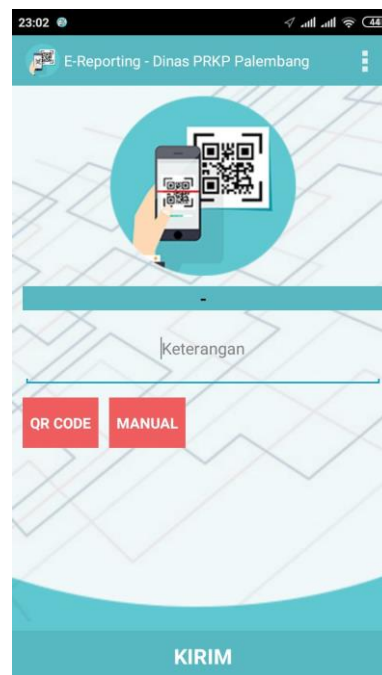 23:02 44
E-Reporting - Dinas PRKP Palembang
-
Keterangan
QR CODE MANUAL
KIRIM